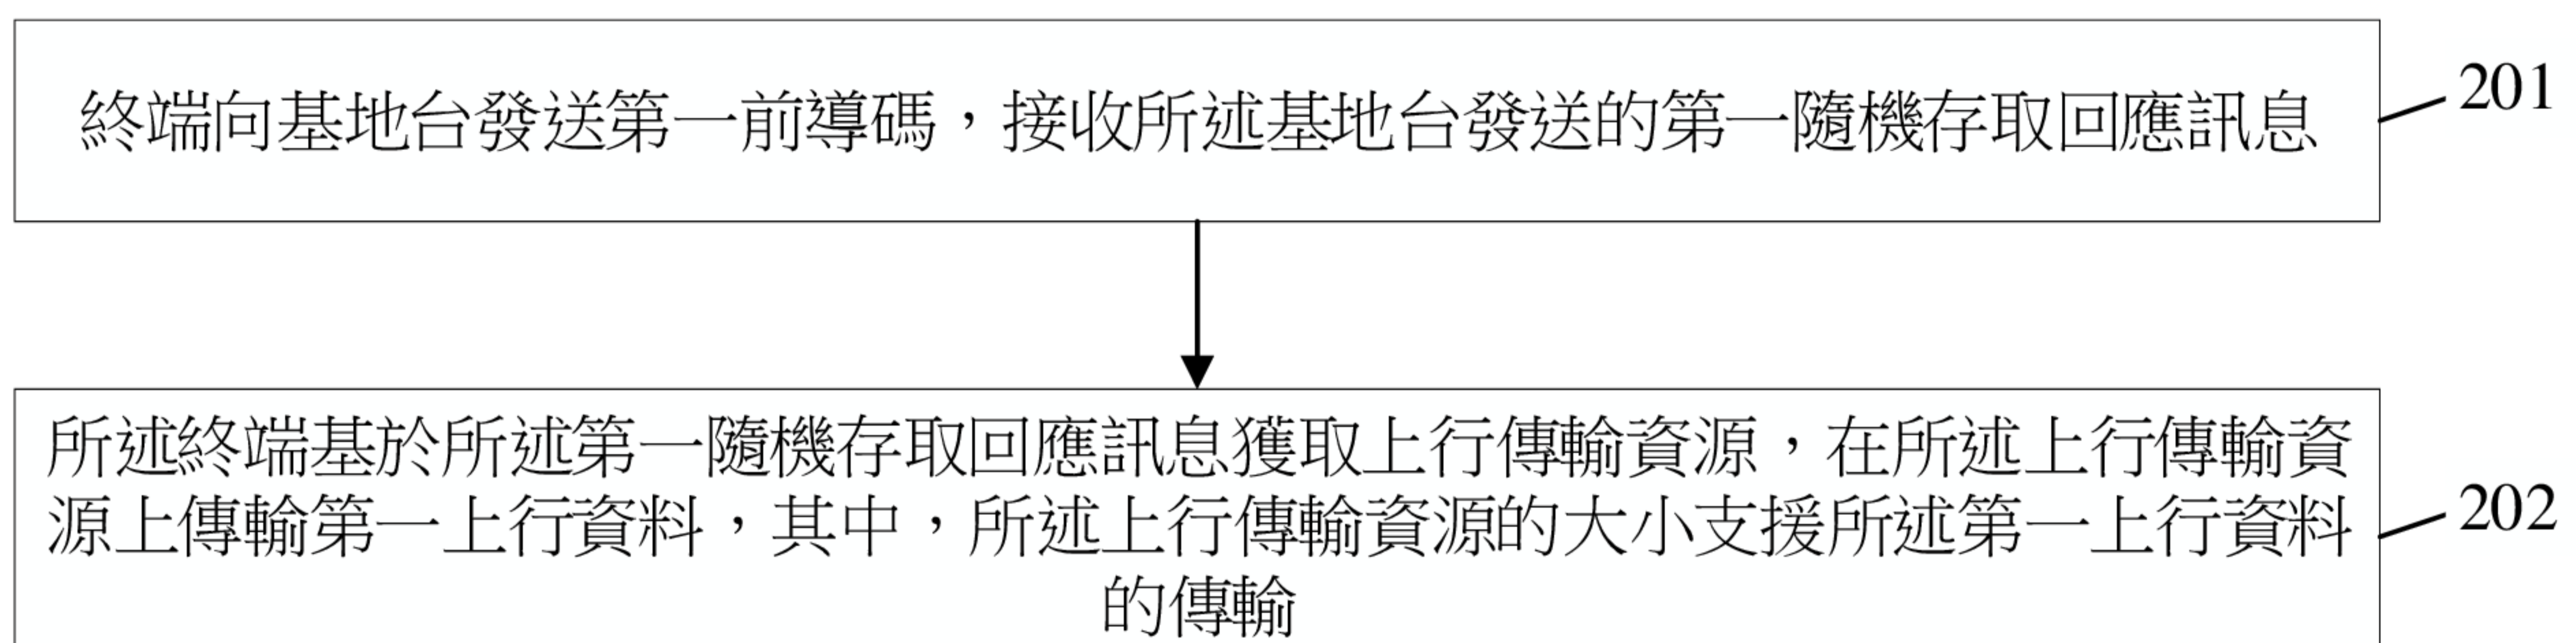 終端向基地台發送第一前導碼，接收所述基地台發送的第一隨機存取回應訊息
201
所述終端基於所述第一隨機存取回應訊息獲取上行傳輸資源，在所述上行傳輸資
源上傳輸第一上行資料，其中，所述上行傳輸資源的大小支援所述第一上行資料
的傳輸
202